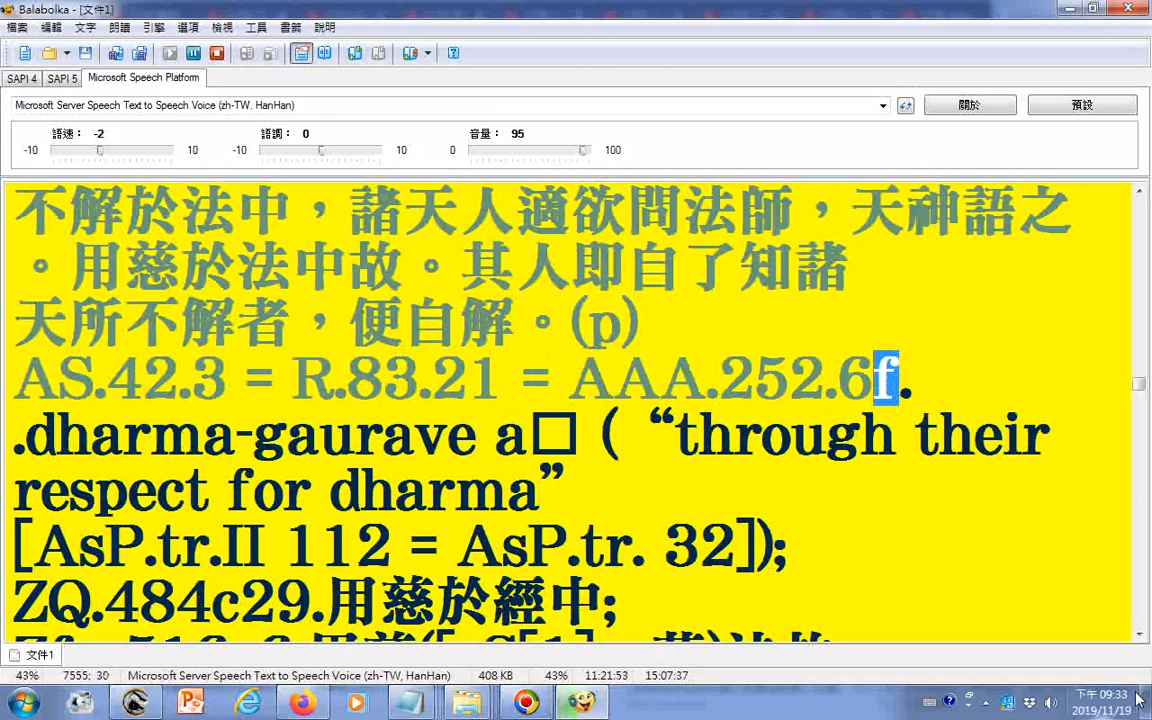 Balabolka - [文件1]
檔案 編輯 文字 朗讀 引擎 選項 檢視 工具 書籤 說明
SAPI 4 SAPI 5 Microsoft Speech Platform
Microsoft Server Speech Text to Speech Voice (zh-TW, HanHan) 關於 預設
語速： -2 語調： 0 音量： 95
-10 10 -10 10 0 100
不解於法中，諸天人適欲問法師，天神語之
。用慈於法中故。其人即自了知諸
天所不解者，便自解。(p)
AS.42.3 = R.83.21 = AAA.252.6f.
.dharma-gaurave a□ (“through their
respect for dharma”
[AsP.tr.II 112 = AsP.tr. 32]);
ZQ.484c29.用慈於經中;
文件1
43% 7555: 30 Microsoft Server Speech Text to Speech Voice (zh-TW, HanHan) 408 KB 43% 11:21:53 15:07:37
下午 09:33
2019/11/19